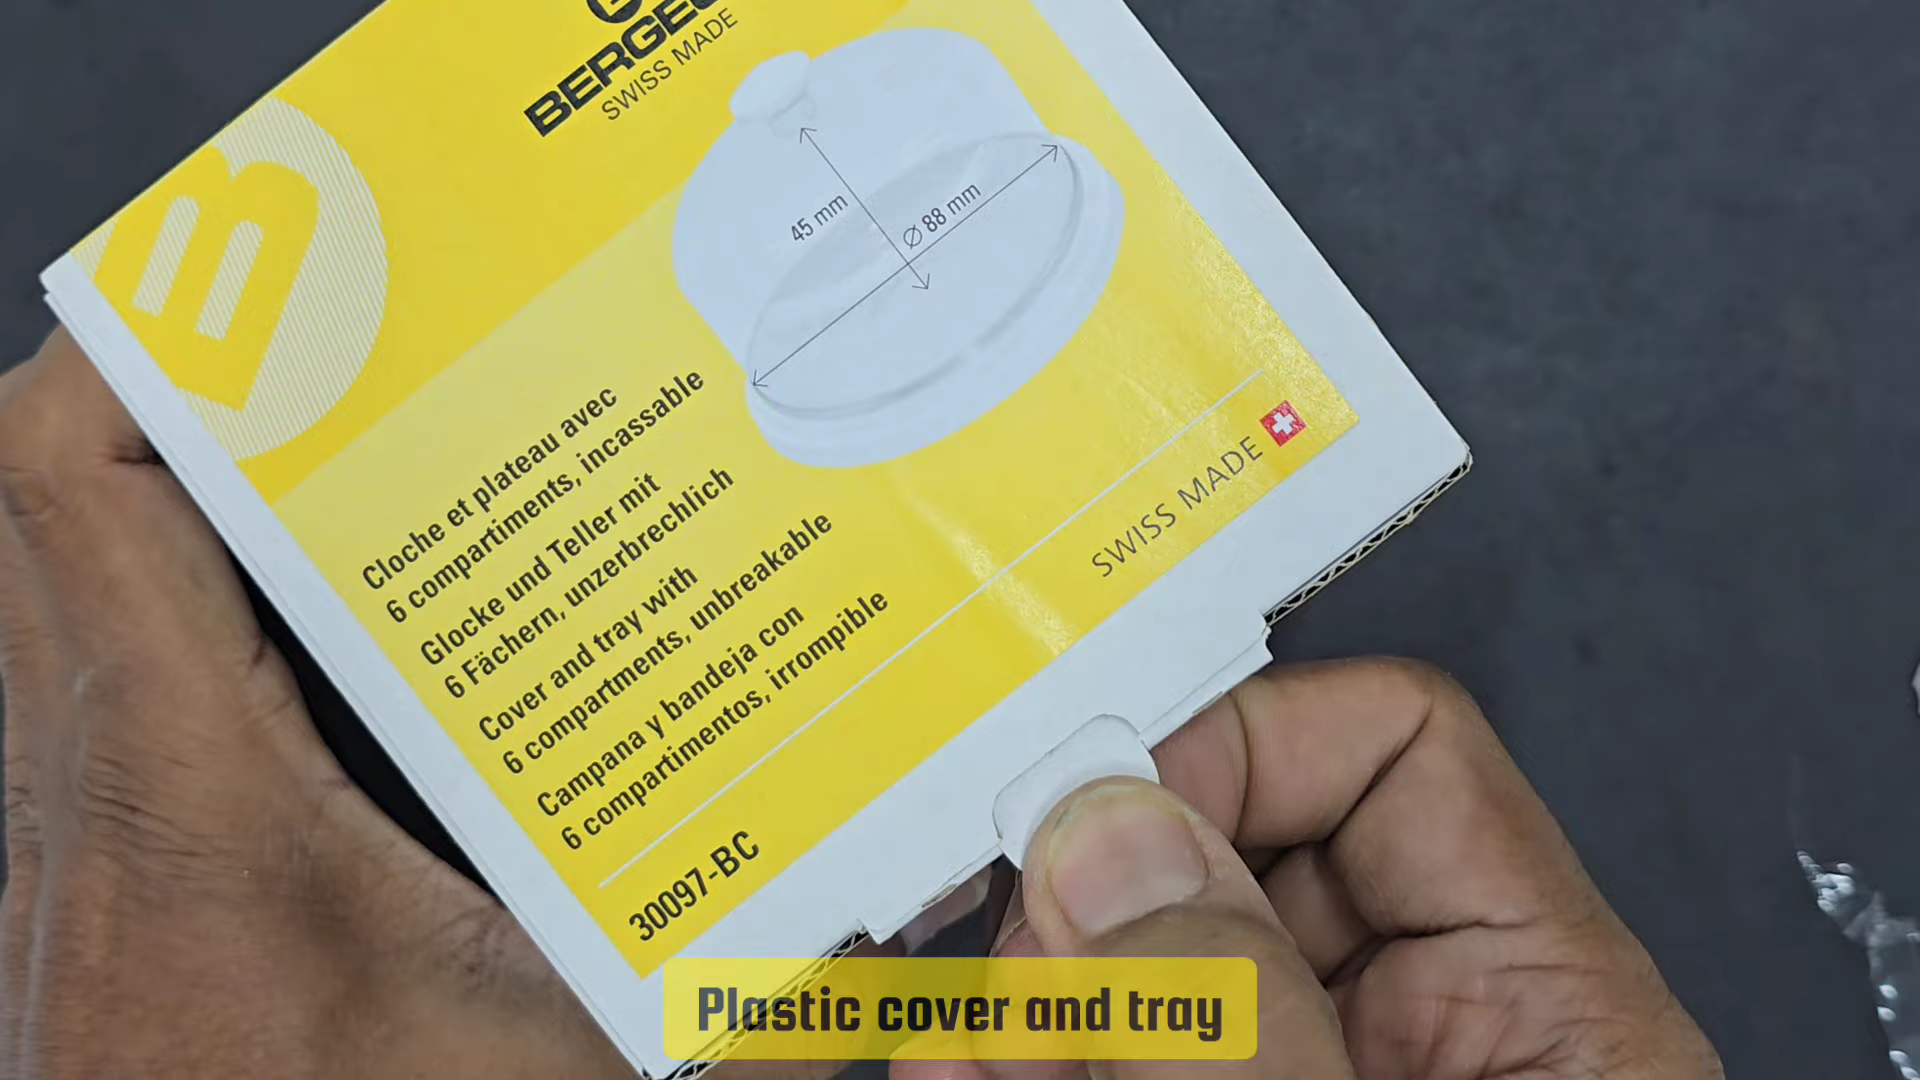 SWISS MADE
45 mm
Ø 88 mm
Cloche et plateau avec
6 compartiments, incassable
Glocke und Teller mit
6 Fächern, unzerbrechlich
Cover and tray with
6 compartments, unbreakable
Campana y bandeja con
6 compartimentos, irrompible
30097-BC
SWISS MADE
Plastic cover and tray